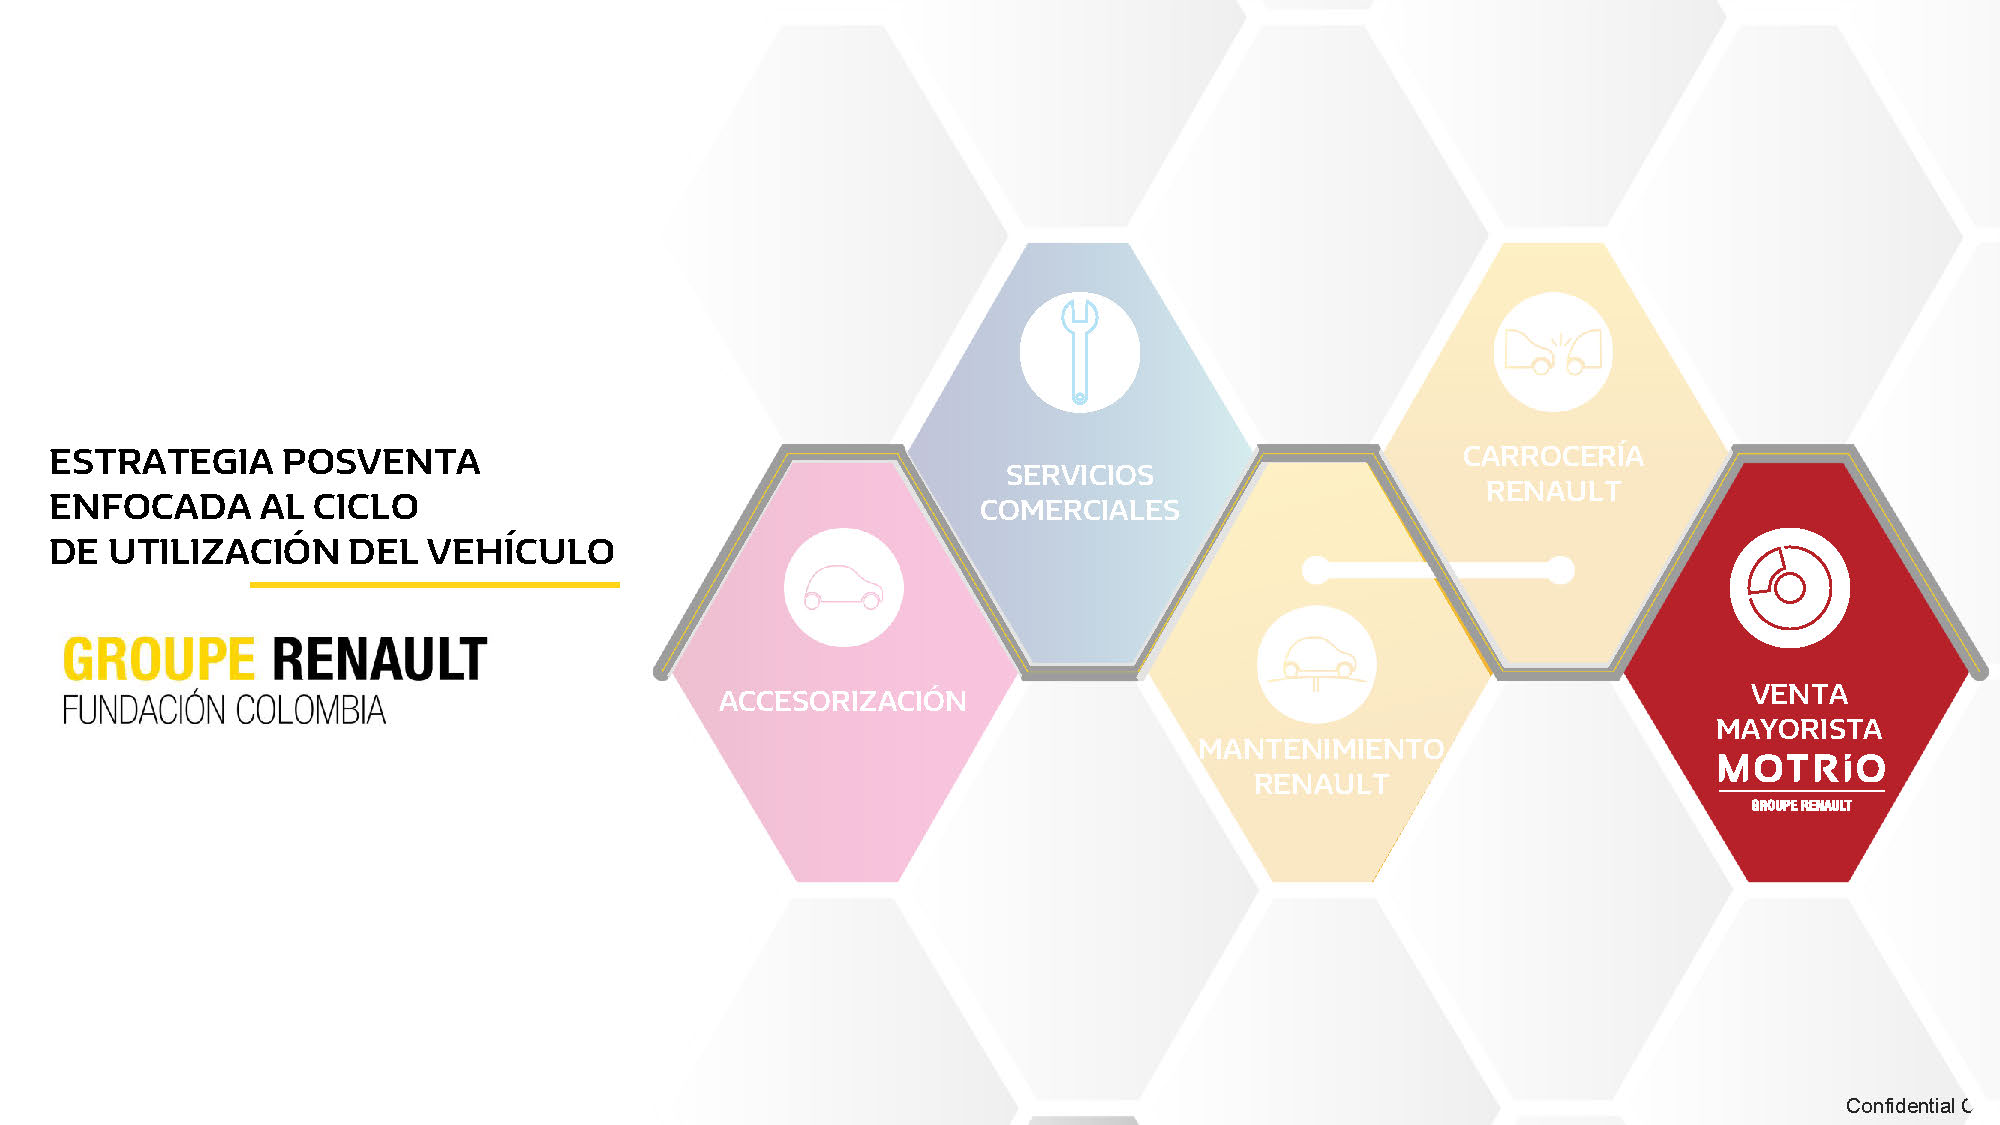 ESTRATEGIA POSVENTA
ENFOCADA AL CICLO
DE UTILIZACIÓN DEL VEHÍCULO
GROUPE RENAULT
FUNDACIÓN COLOMBIA
ACCESORIZACIÓN
SERVICIOS
COMERCIALES
MANTENIMIENTO
RENAULT
CARROCERÍA
RENAULT
VENTA
MAYORISTA
MOTRiO
GROUPE RENAULT
Confidential C